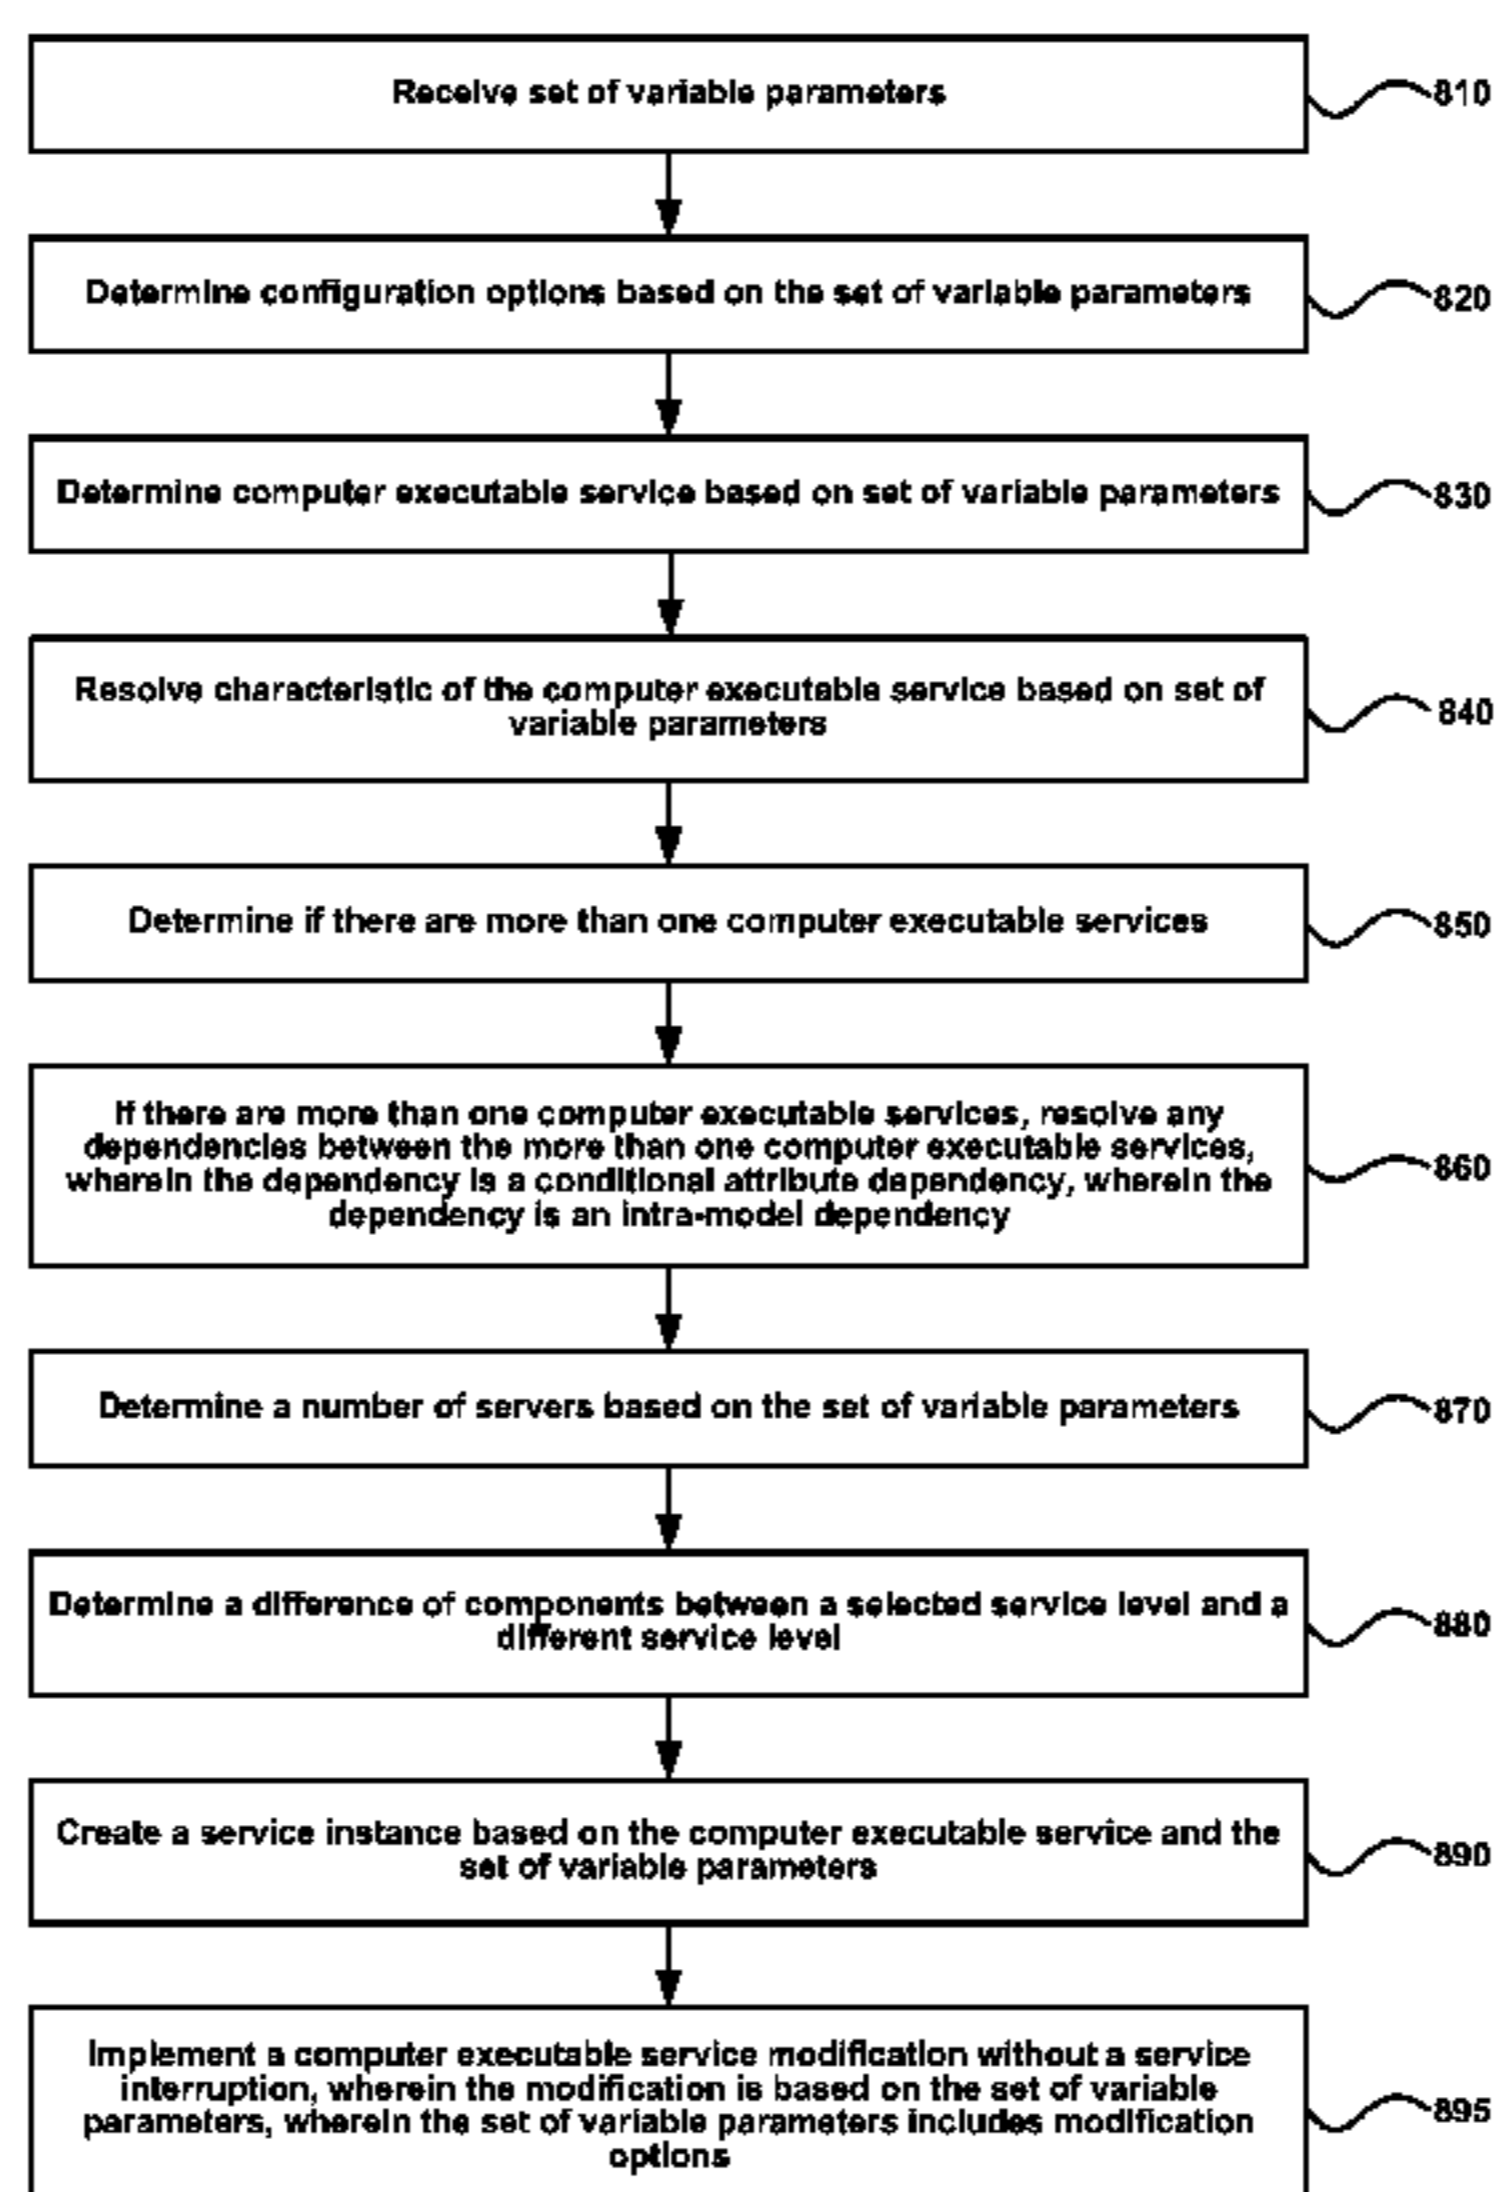 Receive set of variable parameters
810
Determine configuration options based on the set of variable parameters
820
Determine computer executable service based on set of variable parameters
830
Resolve characteristic of the computer executable service based on set of
variable parameters
840
Determine if there are more than one computer executable services
850
If there are more than one computer executable services, resolve any
dependencies between the more than one computer executable services,
wherein the dependency is a conditional attribute dependency, wherein the
dependency is an intra-model dependency
860
Determine a number of servers based on the set of variable parameters
870
Determine a difference of components between a selected service level and a
different service level
880
Create a service instance based on the computer executable service and the
set of variable parameters
890
Implement a computer executable service modification without a service
interruption, wherein the modification is based on the set of variable
parameters, wherein the set of variable parameters includes modification
options
895